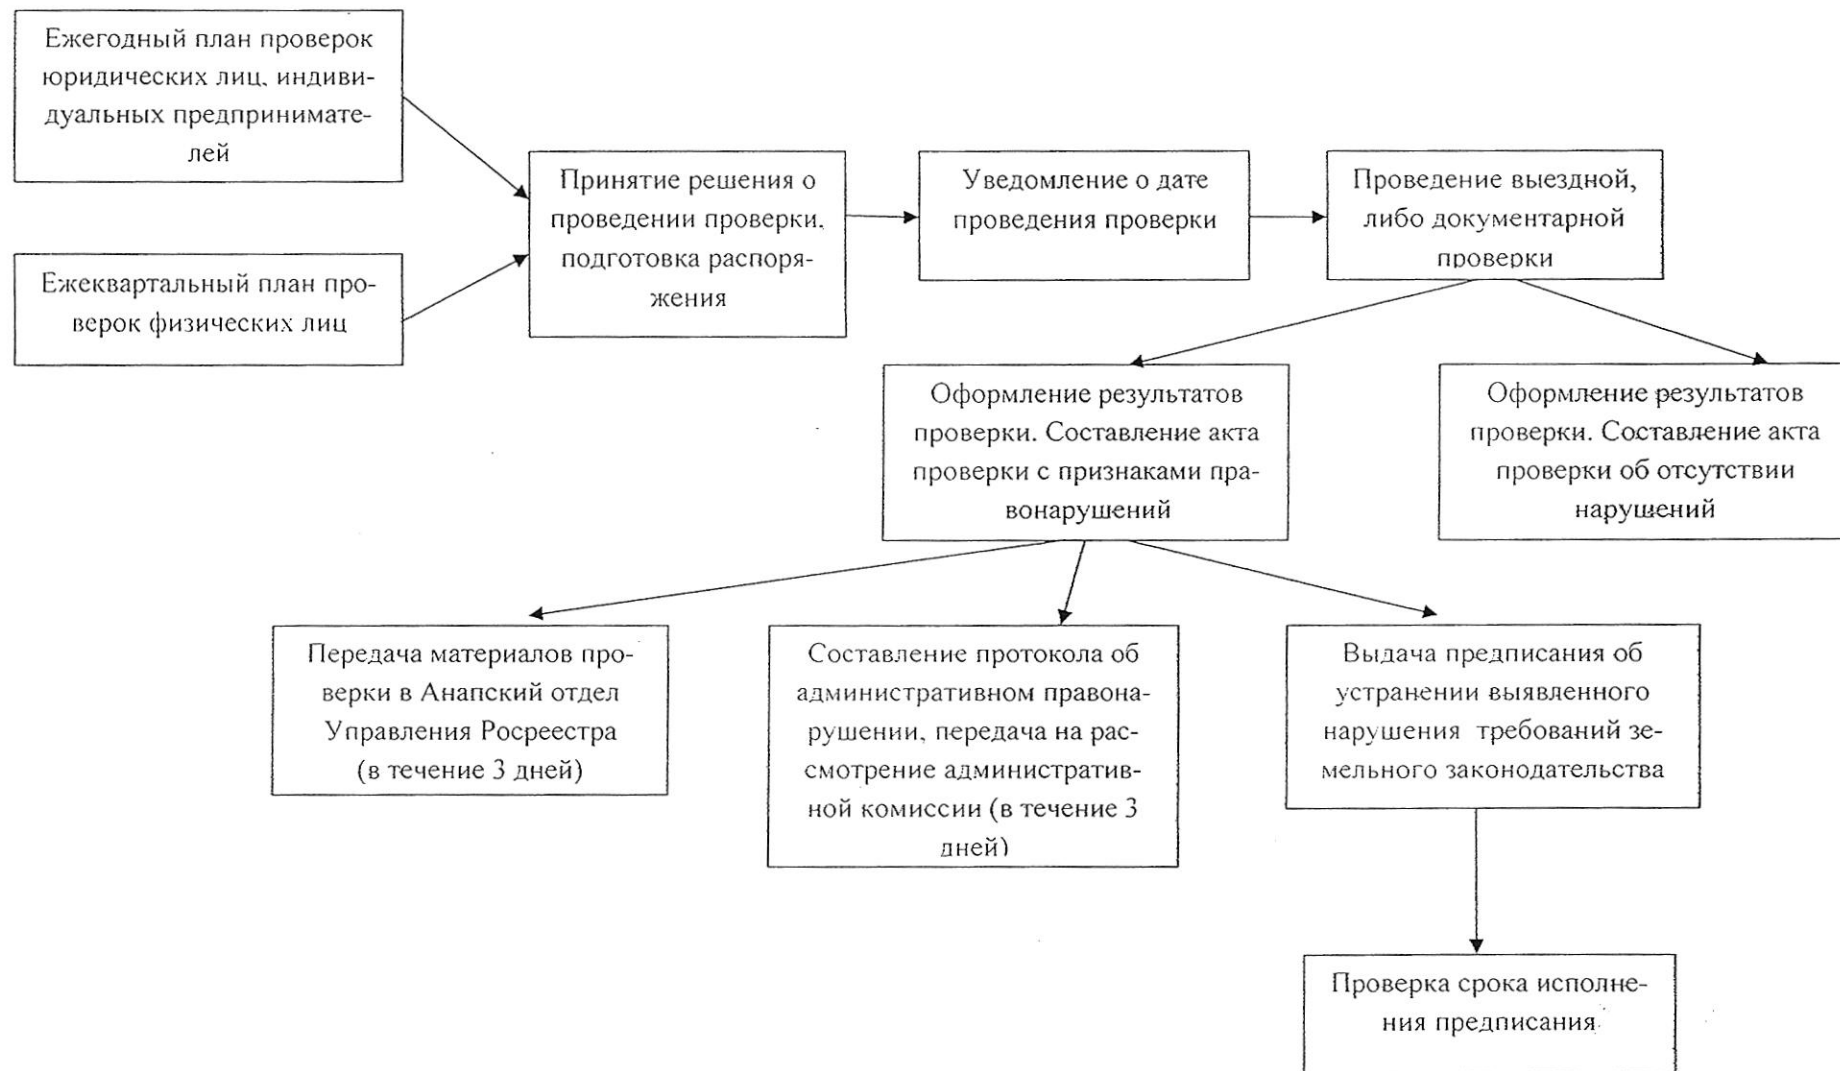 Ежегодный план проверок
юридических лиц, индиви-
дуальных предпринимате-
лей
Ежеквартальный план про-
верок физических лиц
Принятие решения о
проведении проверки,
подготовка распоря-
жения
Уведомление о дате
проведения проверки
Проведение выездной,
либо документарной
проверки
Оформление результатов
проверки. Составление акта
проверки с признаками пра-
вонарушений
Оформление результатов
проверки. Составление акта
проверки об отсутствии
нарушений
Передача материалов про-
верки в Анапский отдел
Управления Росреестра
(в течение 3 дней)
Составление протокола об
административном правона-
рушении, передача на рас-
смотрение административ-
ной комиссии (в течение 3
дней)
Выдача предписания об
устранении выявленного
нарушения требований зе-
мельного законодательства
Проверка срока исполне-
ния предписания